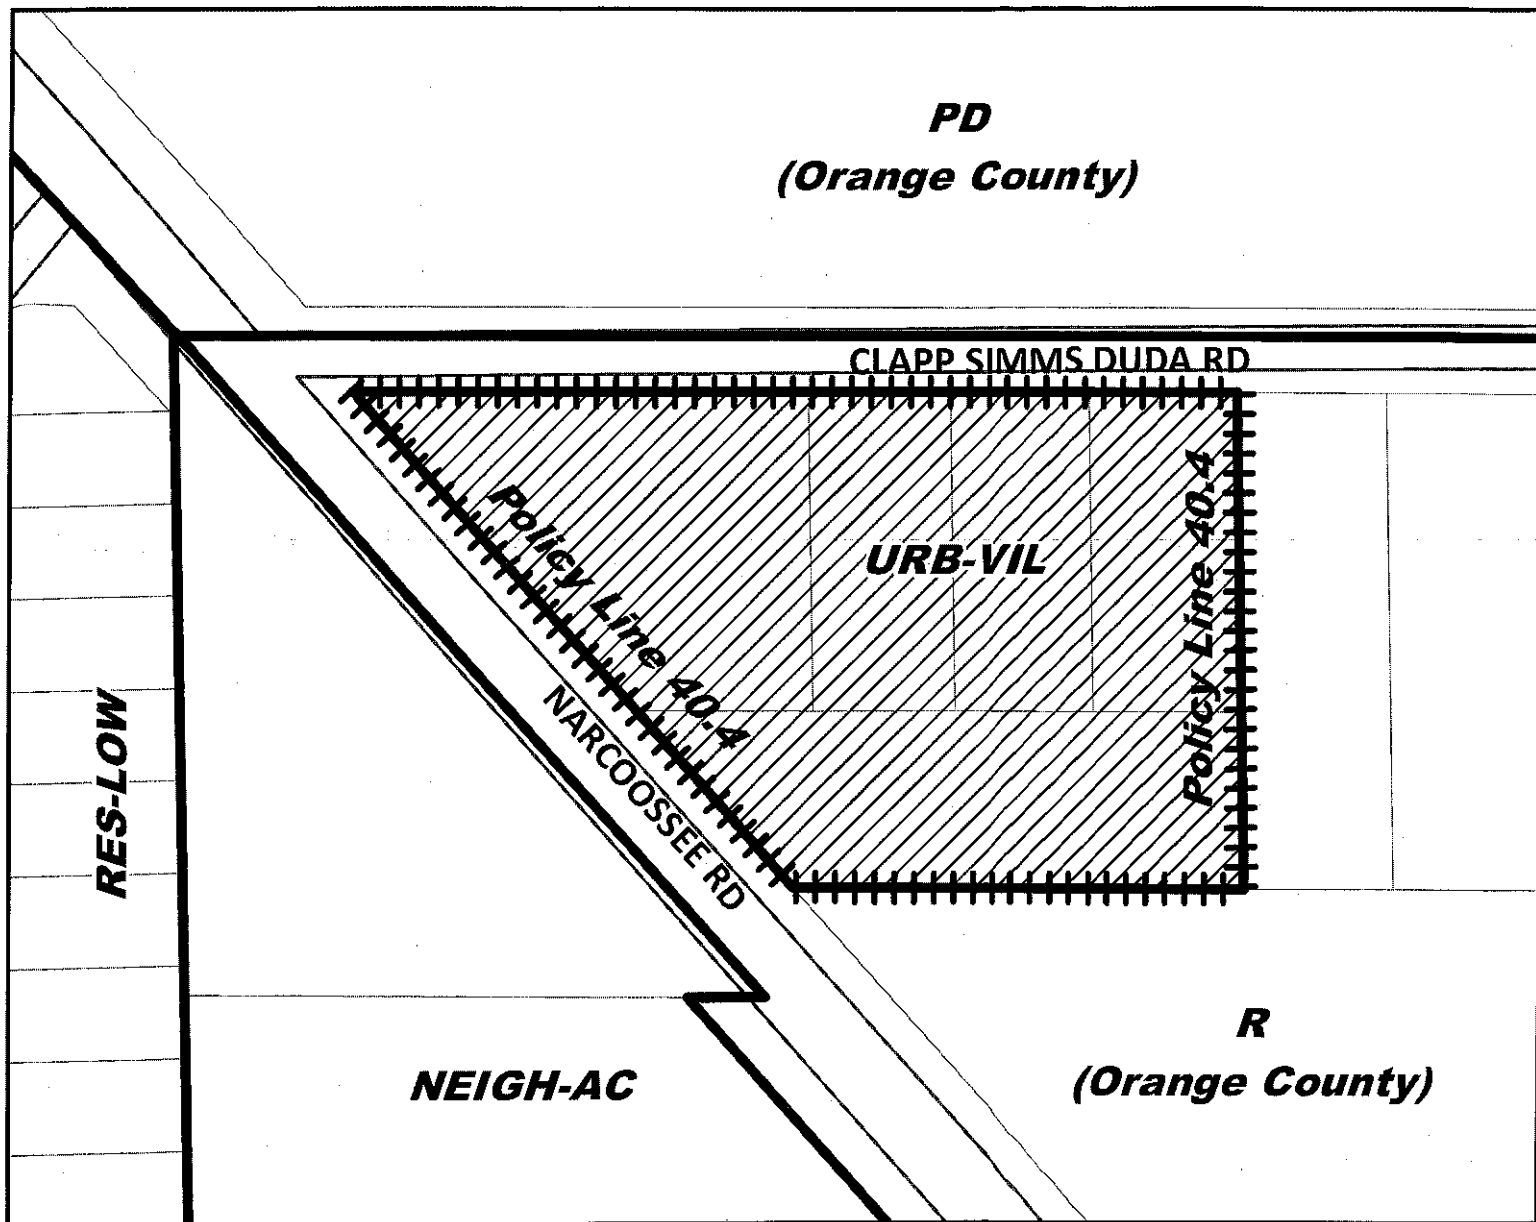 PD
(Orange County)
CLAPP SIMMS DUDA RD
Policy Line 40.4
URB-VIL
Policy Line 40.4
NARCOOSSEE RD
RES-LOW
NEIGH-AC
R
(Orange County)